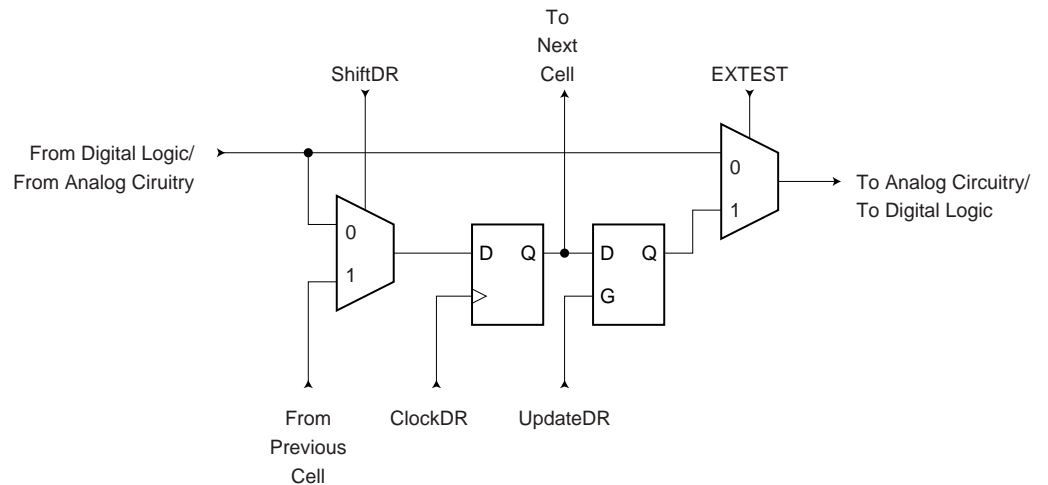 To
Next
Cell
ShiftDR
EXTEST
From Digital Logic/
From Analog Ciruitry
0
1
To Analog Circuitry/
To Digital Logic
0
1
D Q
D Q
G
From
Previous
Cell
ClockDR
UpdateDR